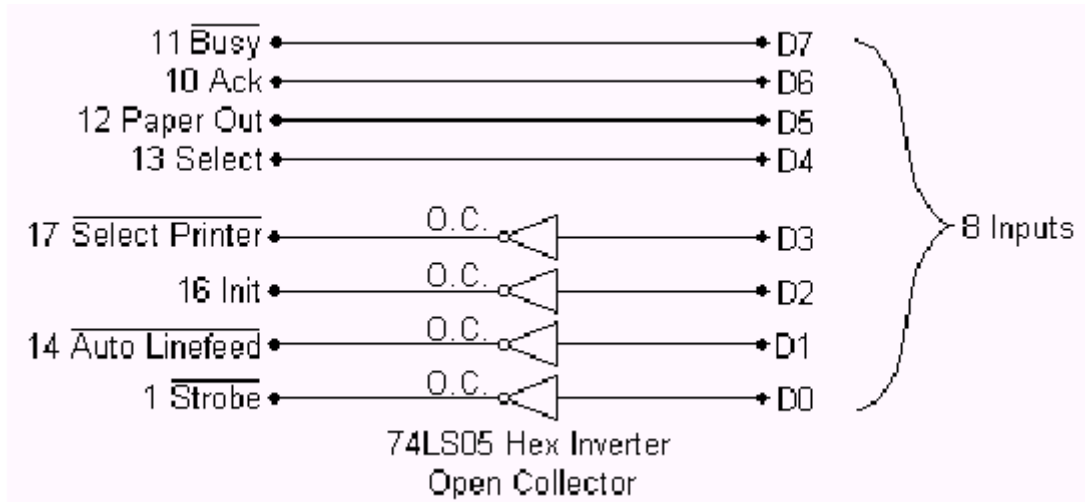 11 Busy D7
10 Ack D6
12 Paper Out D5
13 Select D4
17 Select Printer O.C. D3
8 Inputs
16 Init O.C. D2
14 Auto Linefeed O.C. D1
1 Strobe O.C. D0
74LS05 Hex Inverter
Open Collector